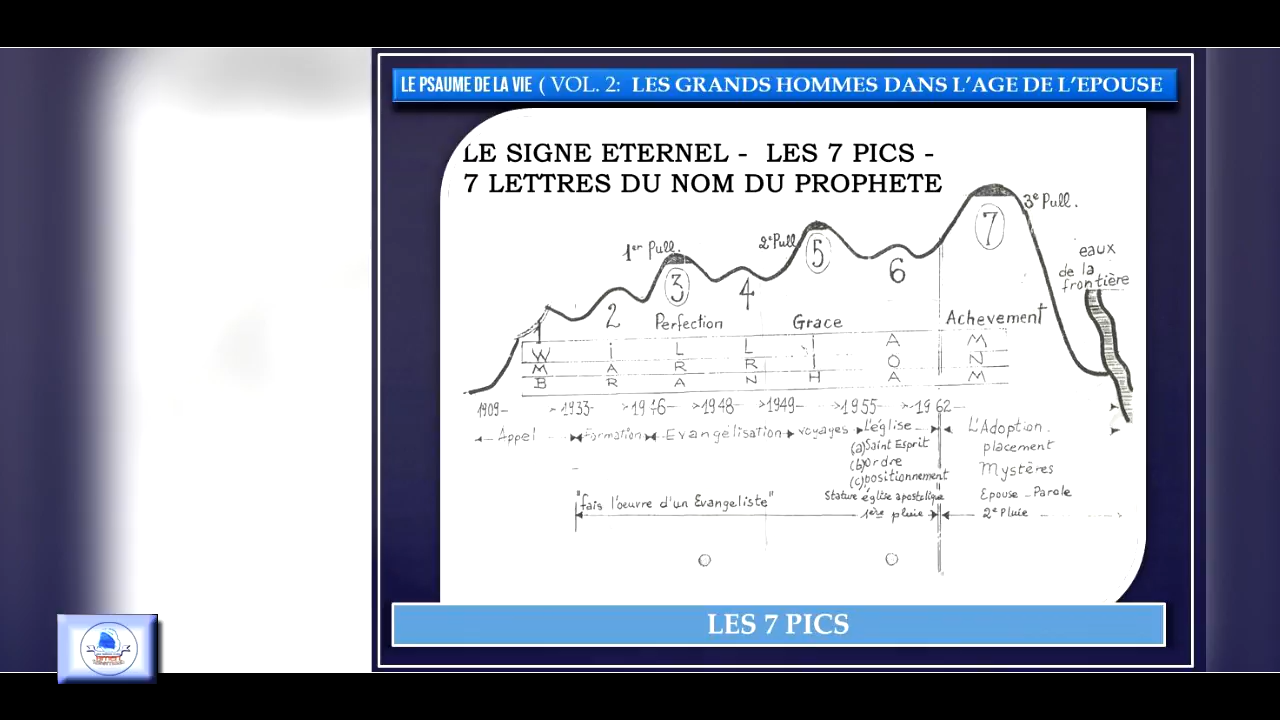 LE PSAUME DE LA VIE ( VOL. 2: LES GRANDS HOMMES DANS L'AGE DE L'EPOUSE
LE SIGNE ETERNEL - LES 7 PICS -
7 LETTRES DU NOM DU PROPHETE
1er Pull. 2e Pull 3e Pull.
eaux
de la
frontière
1 2 3 4 5 6 7
Perfection Grace Achevement
W i L L i A M
M A R R I O N
B R A N H A M
1909- >-1933- >1946- >1948- >1949- >1955- >1962-
Appel Formation Evangélisation voyages L'église L'Adoption.
(a)Saint Esprit placement
(b)ordre Mystères
(c)positionnement
"fais l'oeuvre d'un Evangeliste" Stature église apostolique Epouse - Parole
1ère pluie 2e Pluie
LES 7 PICS